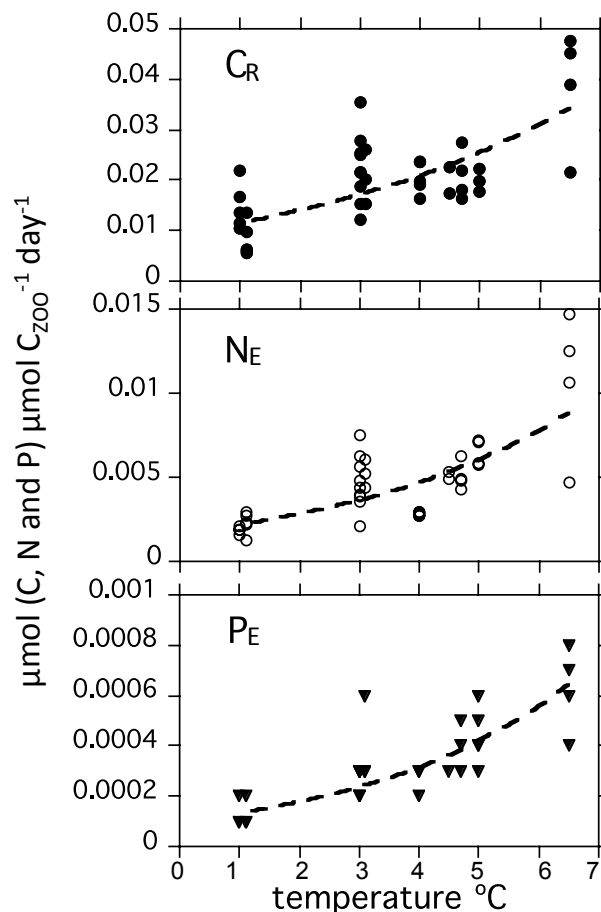 µmol (C, N and P) µmol C_ZOO^-1 day^-1
0.05
C_R
0.04
0.03
0.02
0.01
0
0.015
N_E
0.01
0.005
0
0.001
P_E
0.0008
0.0006
0.0004
0.0002
0
0 1 2 3 4 5 6 7
temperature ºC